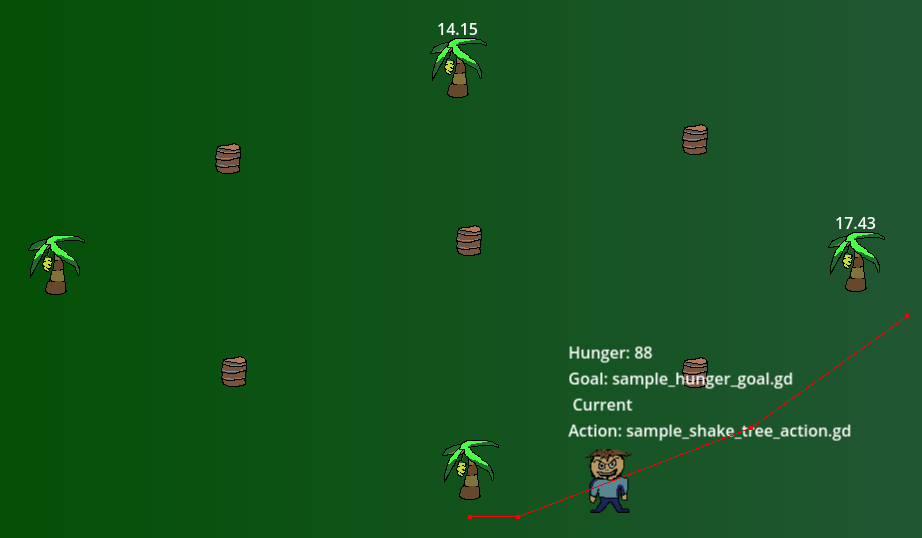 14.15
17.43
Hunger: 88
Goal: sample_hunger_goal.gd
Current
Action: sample_shake_tree_action.gd